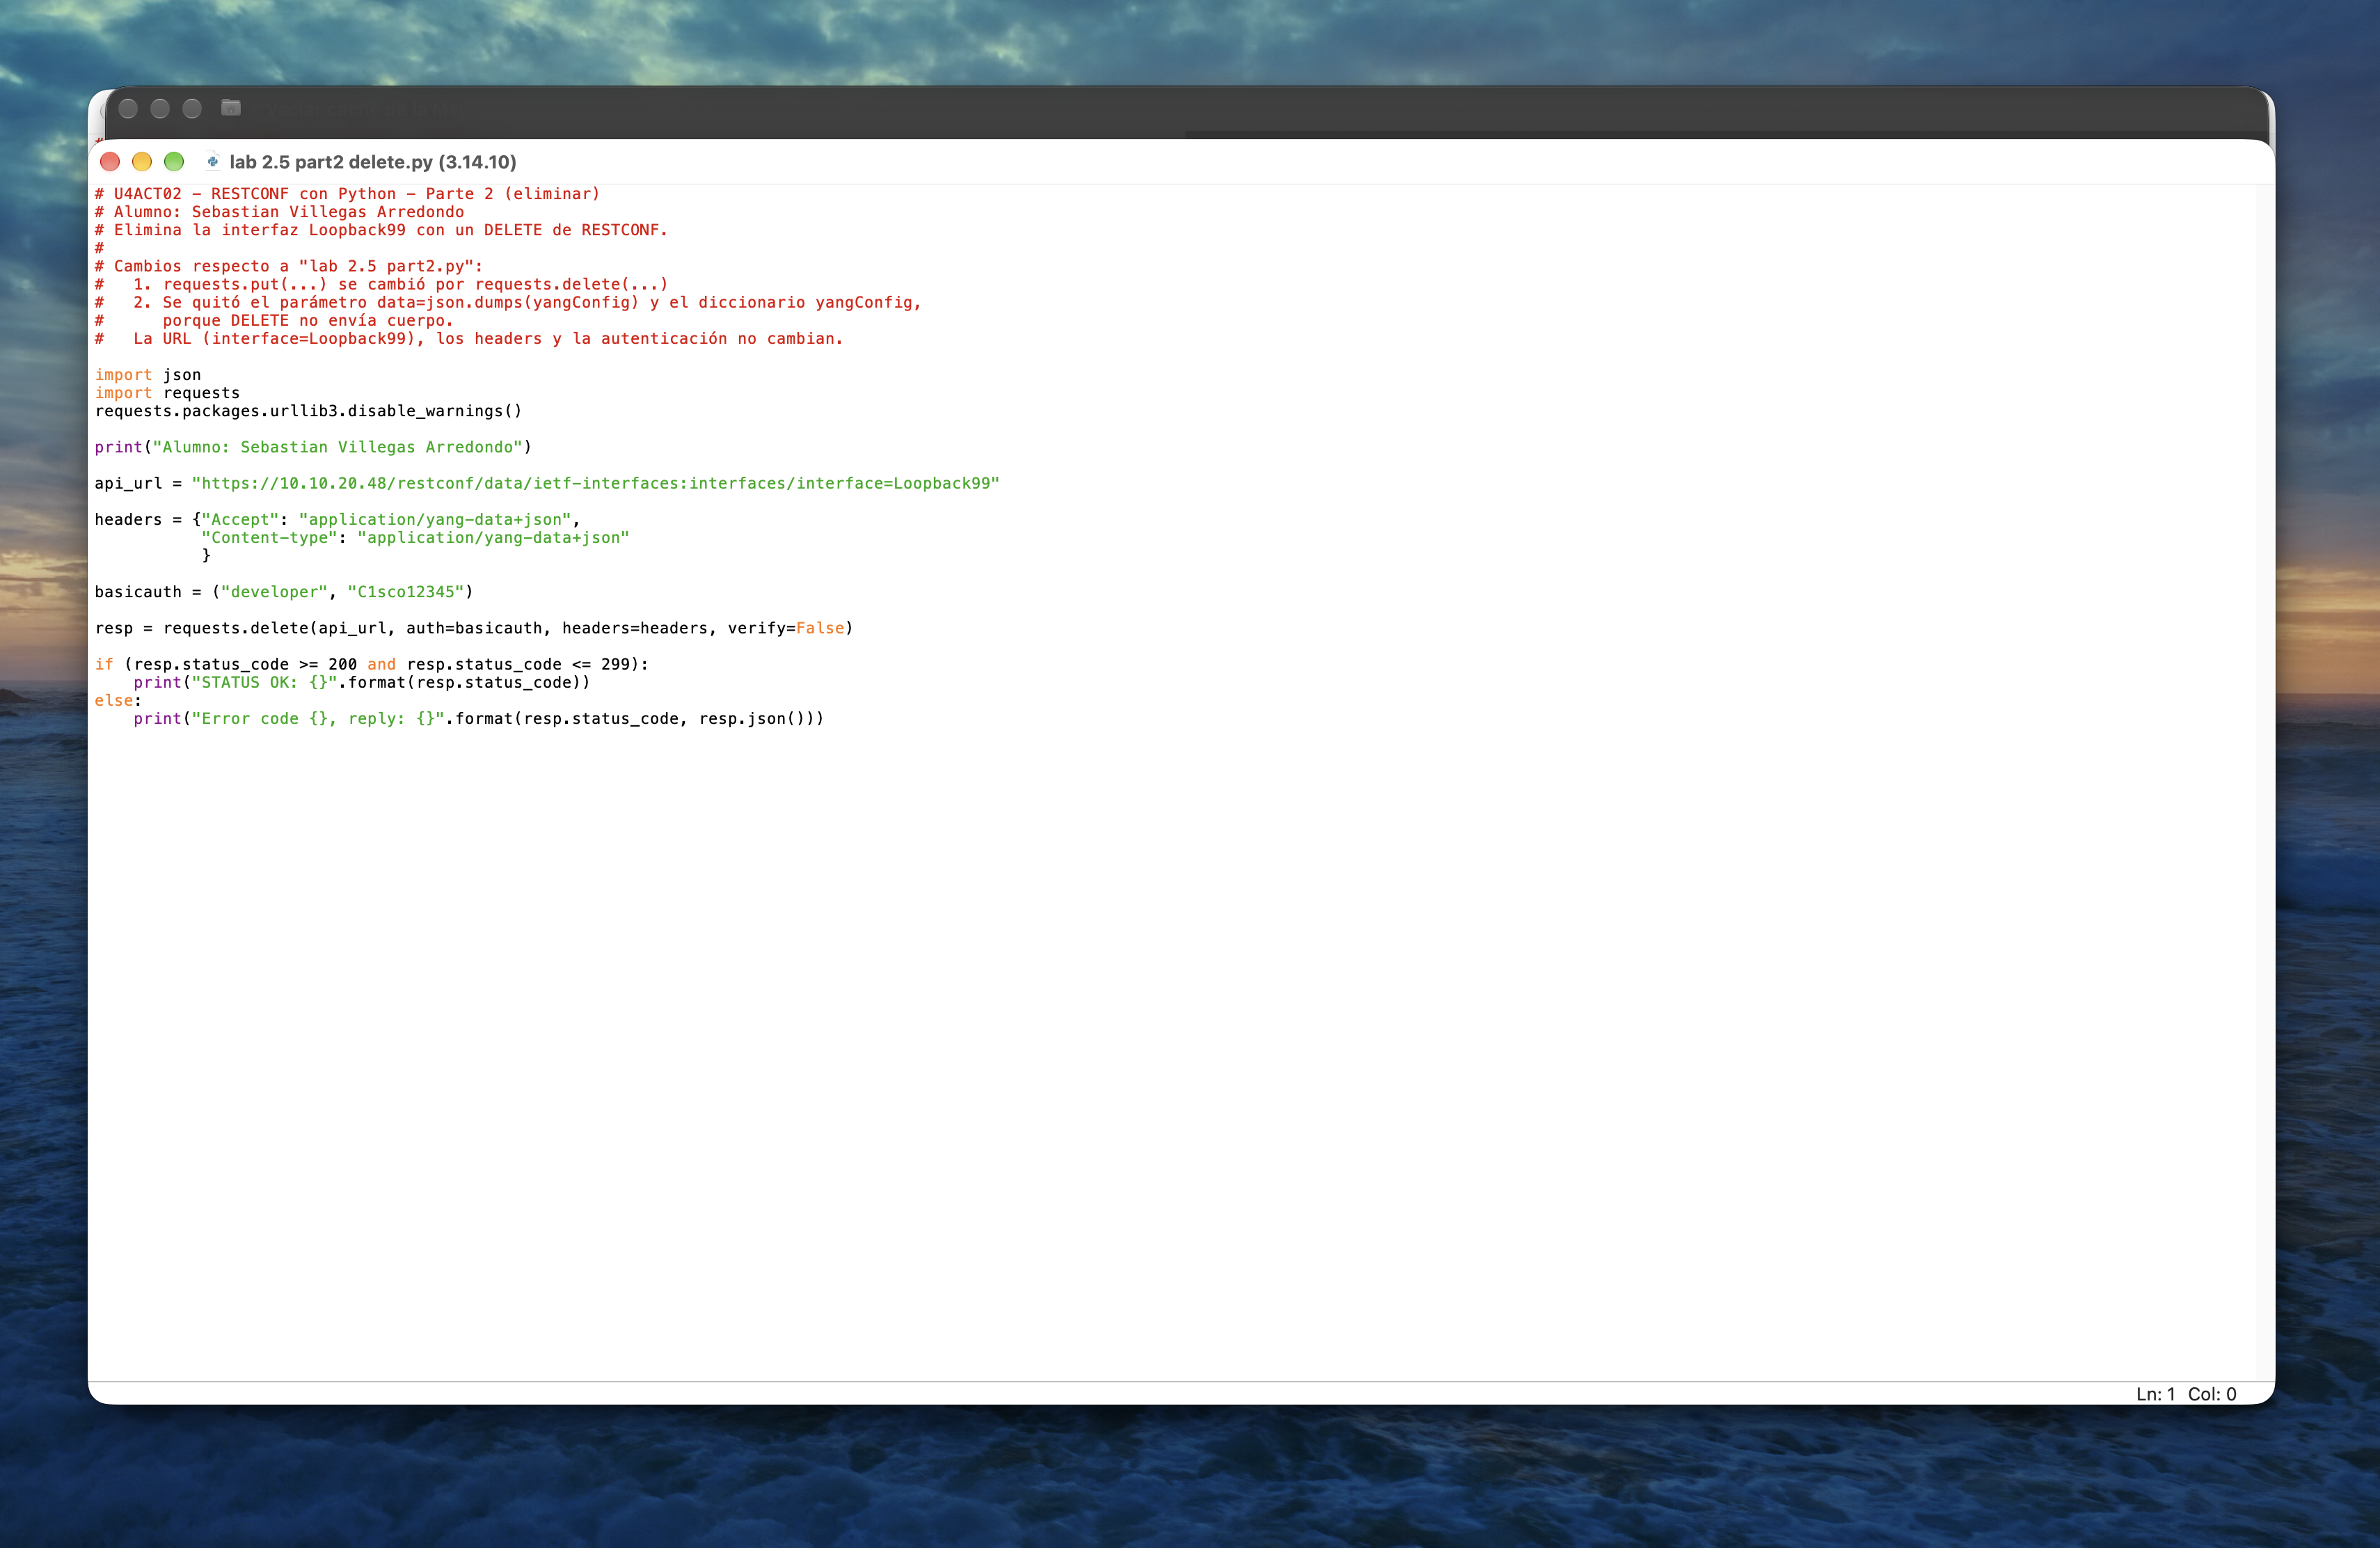 lab 2.5 part2 delete.py (3.14.10)
# U4ACT02 – RESTCONF con Python – Parte 2 (eliminar)
# Alumno: Sebastian Villegas Arredondo
# Elimina la interfaz Loopback99 con un DELETE de RESTCONF.
#
# Cambios respecto a "lab 2.5 part2.py":
#   1. requests.put(...) se cambió por requests.delete(...)
#   2. Se quitó el parámetro data=json.dumps(yangConfig) y el diccionario yangConfig,
#      porque DELETE no envía cuerpo.
#   La URL (interface=Loopback99), los headers y la autenticación no cambian.
import json
import requests
requests.packages.urllib3.disable_warnings()
print("Alumno: Sebastian Villegas Arredondo")
api_url = "https://10.10.20.48/restconf/data/ietf-interfaces:interfaces/interface=Loopback99"
headers = {"Accept": "application/yang-data+json",
           "Content-type": "application/yang-data+json"
           }
basicauth = ("developer", "C1sco12345")
resp = requests.delete(api_url, auth=basicauth, headers=headers, verify=False)
if (resp.status_code >= 200 and resp.status_code <= 299):
    print("STATUS OK: {}".format(resp.status_code))
else:
    print("Error code {}, reply: {}".format(resp.status_code, resp.json()))
Ln: 1 Col: 0